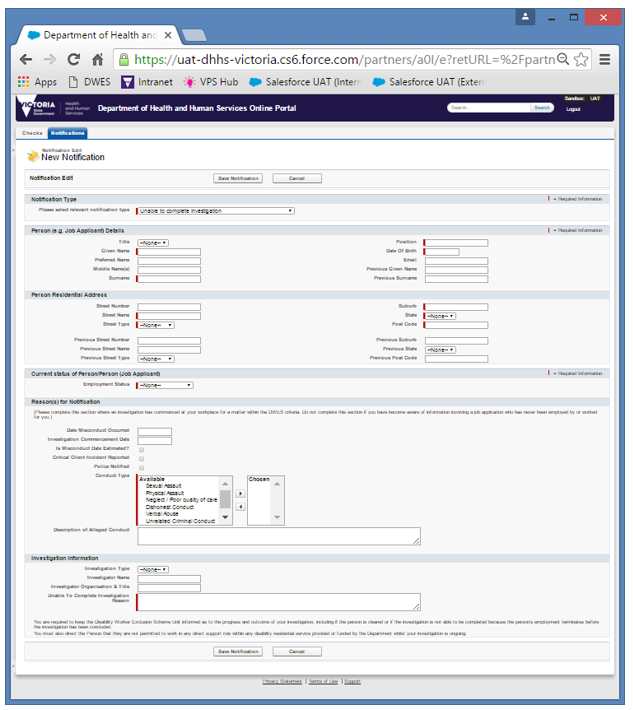 Department of Health and
https://uat-dhhs-victoria.cs6.force.com/partners/a0I/e?retURL=%2Fpartn
Apps DWES Intranet VPS Hub Salesforce UAT (Intern Salesforce UAT (Extern
VICTORIA State Government Health and Human Services Department of Health and Human Services Online Portal Search... Search Sandbox: UAT
Logout
Checks Notifications
Notification Edit
New Notification
Notification Edit Save Notification Cancel
Notification Type = Required Information
Please select relevant notification type Unable to complete investigation
Person (e.g. Job Applicant) Details = Required Information
Title --None-- Position
Given Name Date Of Birth
Preferred Name Email
Middle Name(s) Previous Given Name
Surname Previous Surname
Person Residential Address
Street Number Suburb
Street Name State --None--
Street Type --None-- Post Code
Previous Street Number Previous Suburb
Previous Street Name Previous State --None--
Previous Street Type --None-- Previous Post Code
Current status of Person/Person (Job Applicant) = Required Information
Employment Status --None--
Reason(s) for Notification
(Please complete this section where an investigation has commenced at your workplace for a matter within the DWES criteria. Do not complete this section if you have become aware of information involving a job application who has never been employed by or worked
for you.)
Date Misconduct Occurred
Investigation Commencement Date
Is Misconduct Date Estimated?
Critical Client Incident Reported
Police Notified
Conduct Type Available Chosen
Sexual Assault
Physical Assault
Neglect / Poor quality of care
Dishonest Conduct
Verbal Abuse
Unrelated Criminal Conduct
Description of Alleged Conduct
Investigation Information
Investigation Type --None--
Investigator Name
Investigator Organisation & Title
Unable To Complete Investigation
Reason
You are required to keep the Disability Worker Exclusion Scheme Unit informed as to the progress and outcome of your investigation, including if the person is cleared or if the investigation is not able to be completed because the person's employment terminates before
the investigation has been concluded.
You must also direct the Person that they are not permitted to work in any direct support role within any disability residential service provided or funded by the Department whilst your investigation is ongoing.
Save Notification Cancel
Privacy Statement | Terms of Use | Support